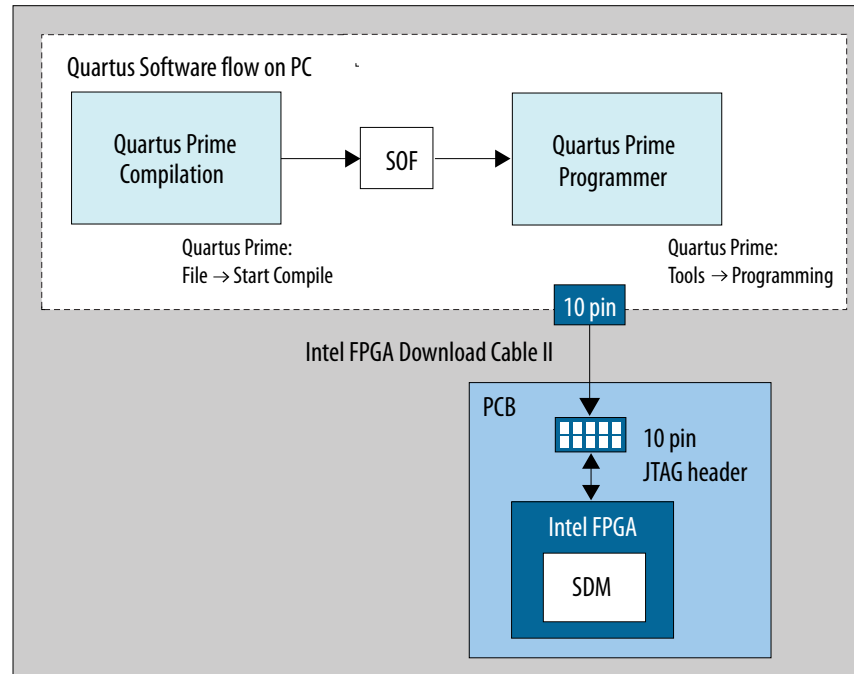 Quartus Software flow on PC
Quartus Prime
Compilation
SOF
Quartus Prime
Programmer
Quartus Prime:
File → Start Compile
Quartus Prime:
Tools → Programming
10 pin
Intel FPGA Download Cable II
PCB
10 pin
JTAG header
Intel FPGA
SDM